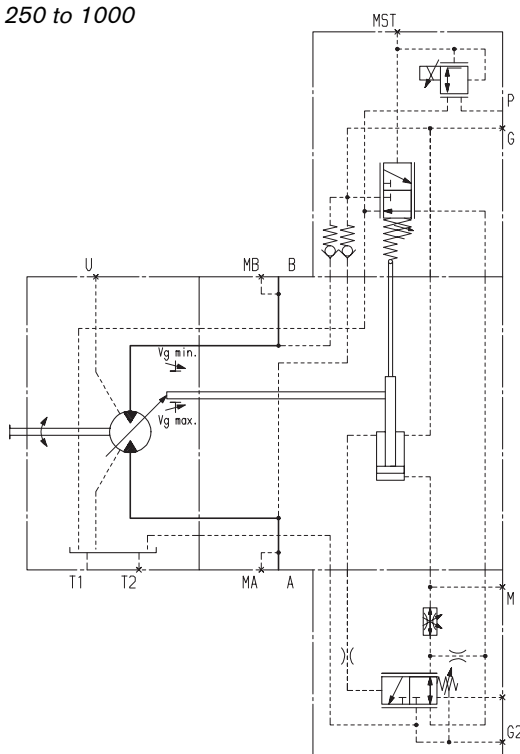 250 to 1000
MST
P
G
U
MB
B
Vg min.
Vg max.
T1
T2
MA
A
M
G2